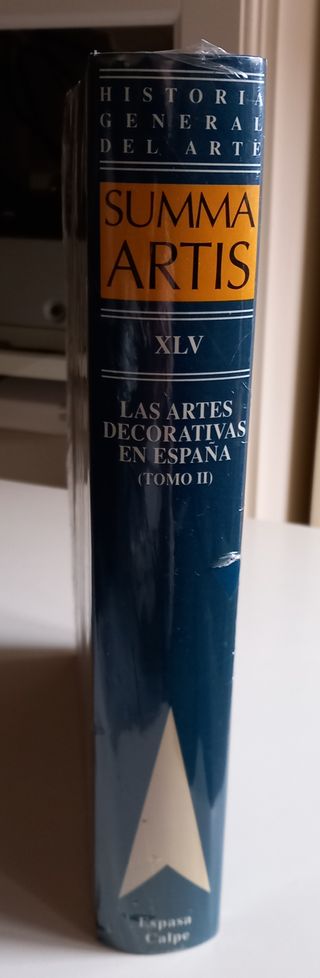 HISTORIA
GENERAL
DEL ARTE
SUMMA
ARTIS
XLV
LAS ARTES
DECORATIVAS
EN ESPAÑA
(TOMO II)
Espasa
Calpe